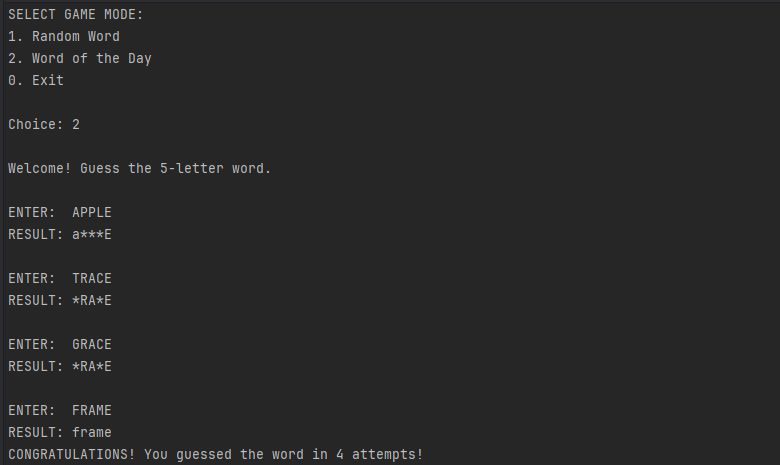 SELECT GAME MODE:
1. Random Word
2. Word of the Day
0. Exit
Choice: 2
Welcome! Guess the 5-letter word.
ENTER:  APPLE
RESULT: a***E
ENTER:  TRACE
RESULT: *RA*E
ENTER:  GRACE
RESULT: *RA*E
ENTER:  FRAME
RESULT: frame
CONGRATULATIONS! You guessed the word in 4 attempts!